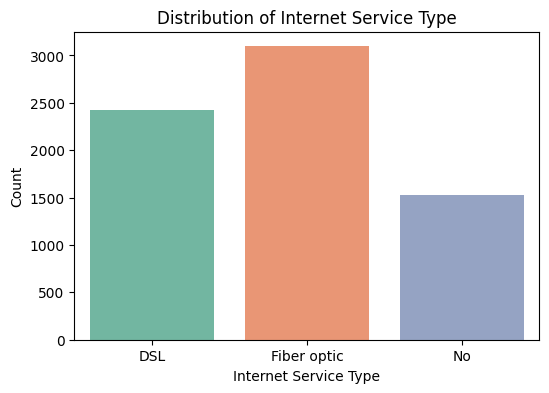 Distribution of Internet Service Type
3000
2500
2000
1500
1000
500
0
Count
DSL
Fiber optic
No
Internet Service Type